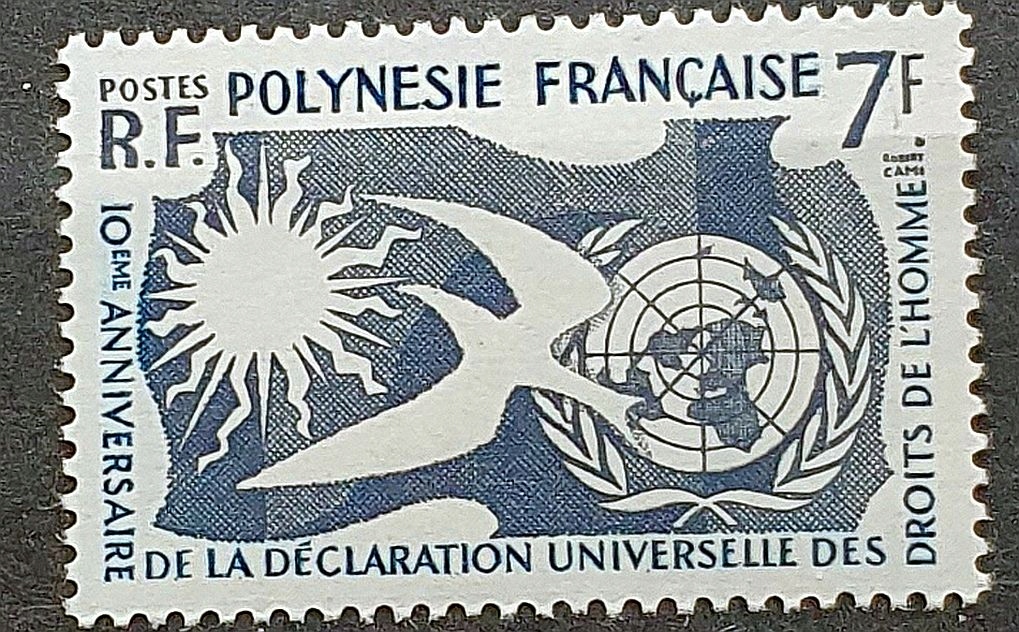 POSTES
R.F.
POLYNESIE FRANÇAISE
7F
ROBERT
CAMI
10EME ANNIVERSAIRE
DE LA DÉCLARATION UNIVERSELLE DES
DROITS DE L'HOMME